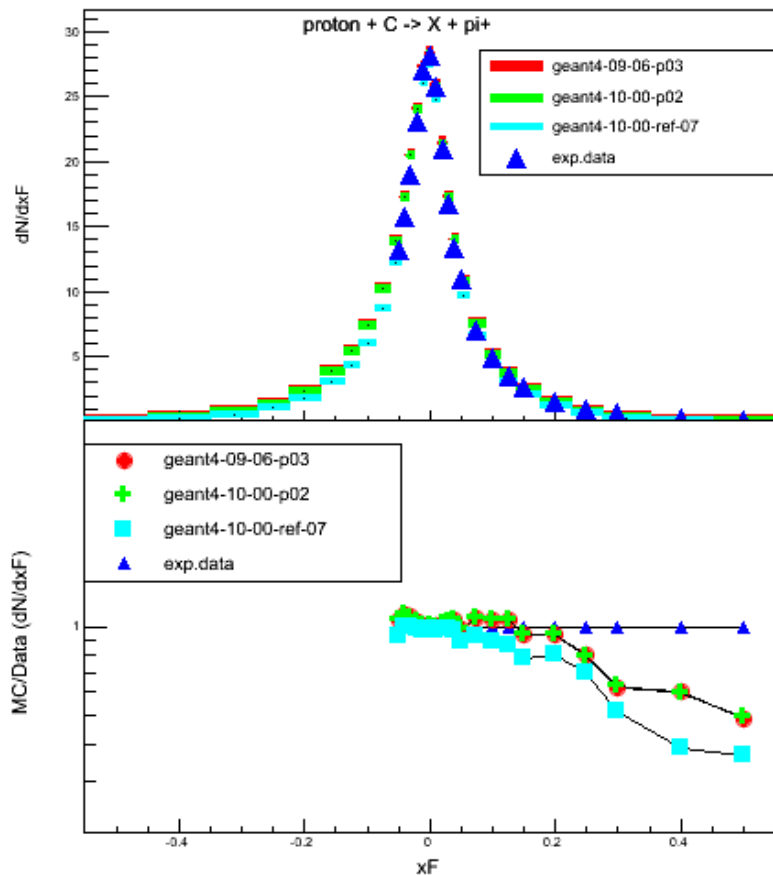 proton + C -> X + pi+
dN/dxF
30
25
20
15
10
5
geant4-09-06-p03
geant4-10-00-p02
geant4-10-00-ref-07
exp.data
MC/Data (dN/dxF)
1
geant4-09-06-p03
geant4-10-00-p02
geant4-10-00-ref-07
exp.data
-0.4 -0.2 0 0.2 0.4
xF